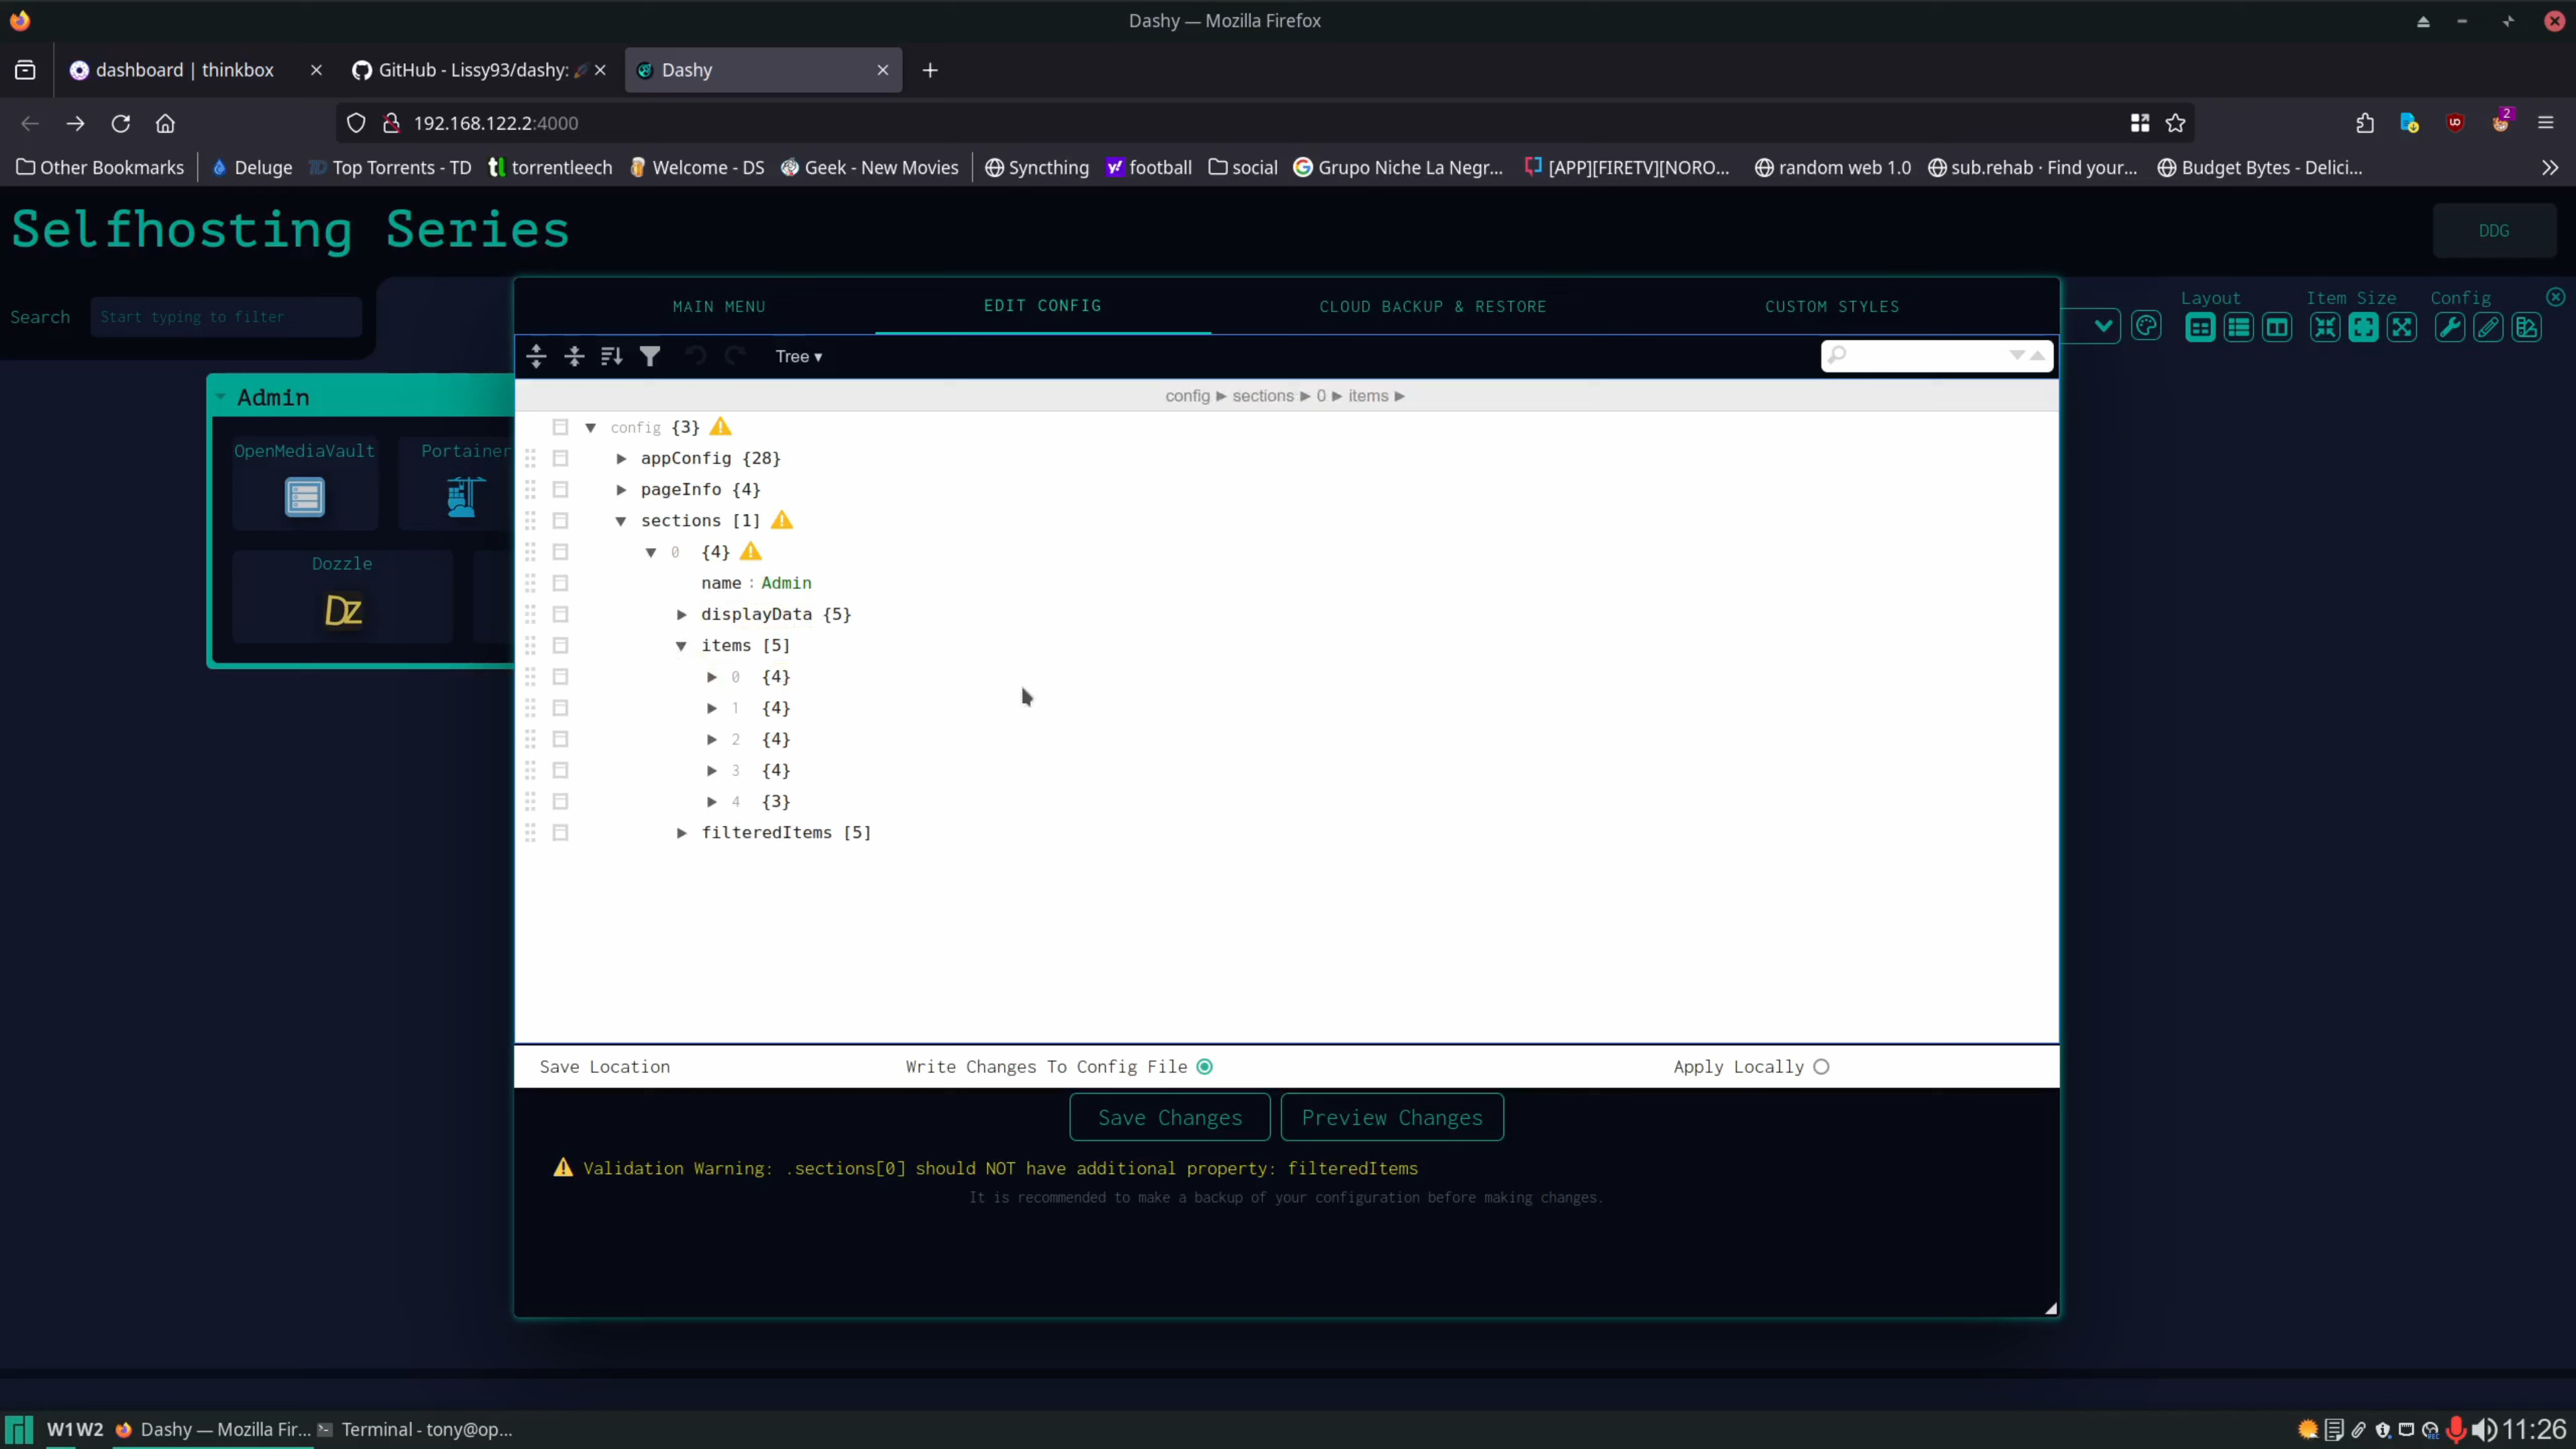 Dashy — Mozilla Firefox
dashboard | thinkbox
GitHub - Lissy93/dashy:
Dashy
192.168.122.2:4000
2
Other Bookmarks
Deluge
TD Top Torrents - TD
tl torrentleech
Welcome - DS
Geek - New Movies
Syncthing
y! football
social
G Grupo Niche La Negr...
[APP][FIRETV][NORO...
random web 1.0
sub.rehab · Find your...
Budget Bytes - Delici...
Selfhosting Series
DDG
Search
Start typing to filter
Layout
Item Size
Config
MAIN MENU
EDIT CONFIG
CLOUD BACKUP & RESTORE
CUSTOM STYLES
Tree ▾
Admin
OpenMediaVault
Portainer
Dozzle
DZ
config ► sections ► 0 ► items ►
config {3}
appConfig {28}
pageInfo {4}
sections [1]
0 {4}
name : Admin
displayData {5}
items [5]
0 {4}
1 {4}
2 {4}
3 {4}
4 {3}
filteredItems [5]
Save Location
Write Changes To Config File
Apply Locally
Save Changes
Preview Changes
Validation Warning: .sections[0] should NOT have additional property: filteredItems
It is recommended to make a backup of your configuration before making changes.
W1 W2
Dashy — Mozilla Fir...
Terminal - tony@op...
11:26